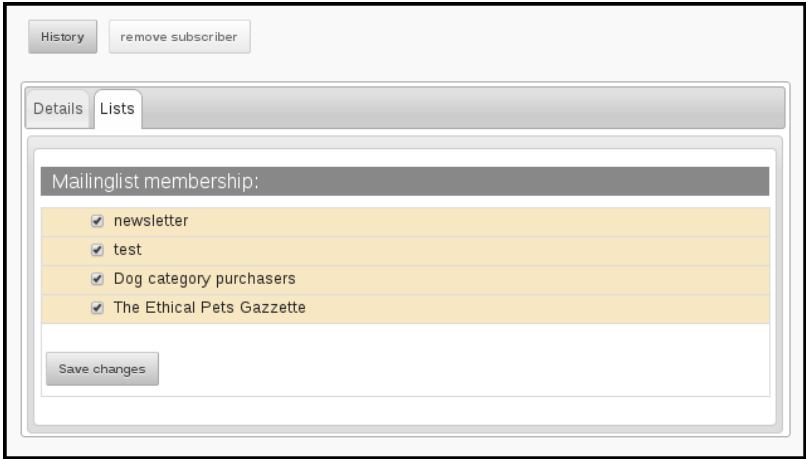 History remove subscriber
Details Lists
Mailinglist membership:
newsletter
test
Dog category purchasers
The Ethical Pets Gazzette
Save changes